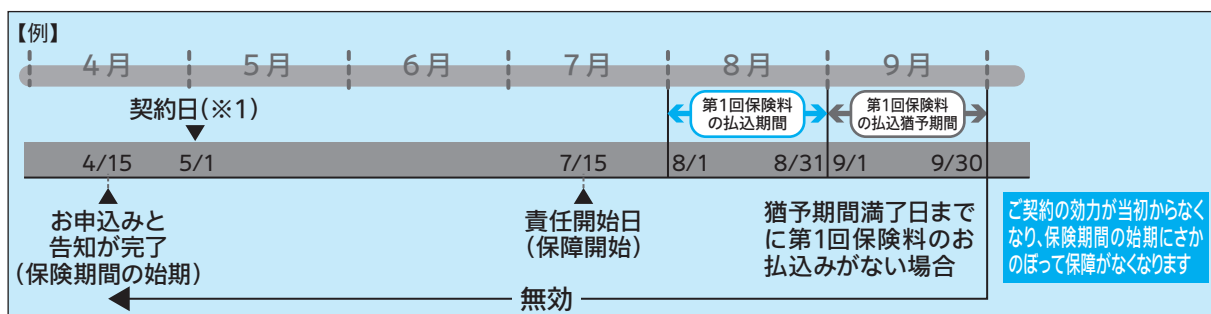 【例】
4月 5月 6月 7月 8月 9月
契約日(※1)
第1回保険料
の払込期間
第1回保険料
の払込猶予期間
4/15 5/1 7/15 8/1 8/31 9/1 9/30
お申込みと
告知が完了
(保険期間の始期)
責任開始日
(保障開始)
猶予期間満了日まで
に第1回保険料のお
払込みがない場合
ご契約の効力が当初からなく
なり、保険期間の始期にさか
のぼって保障がなくなります
無効